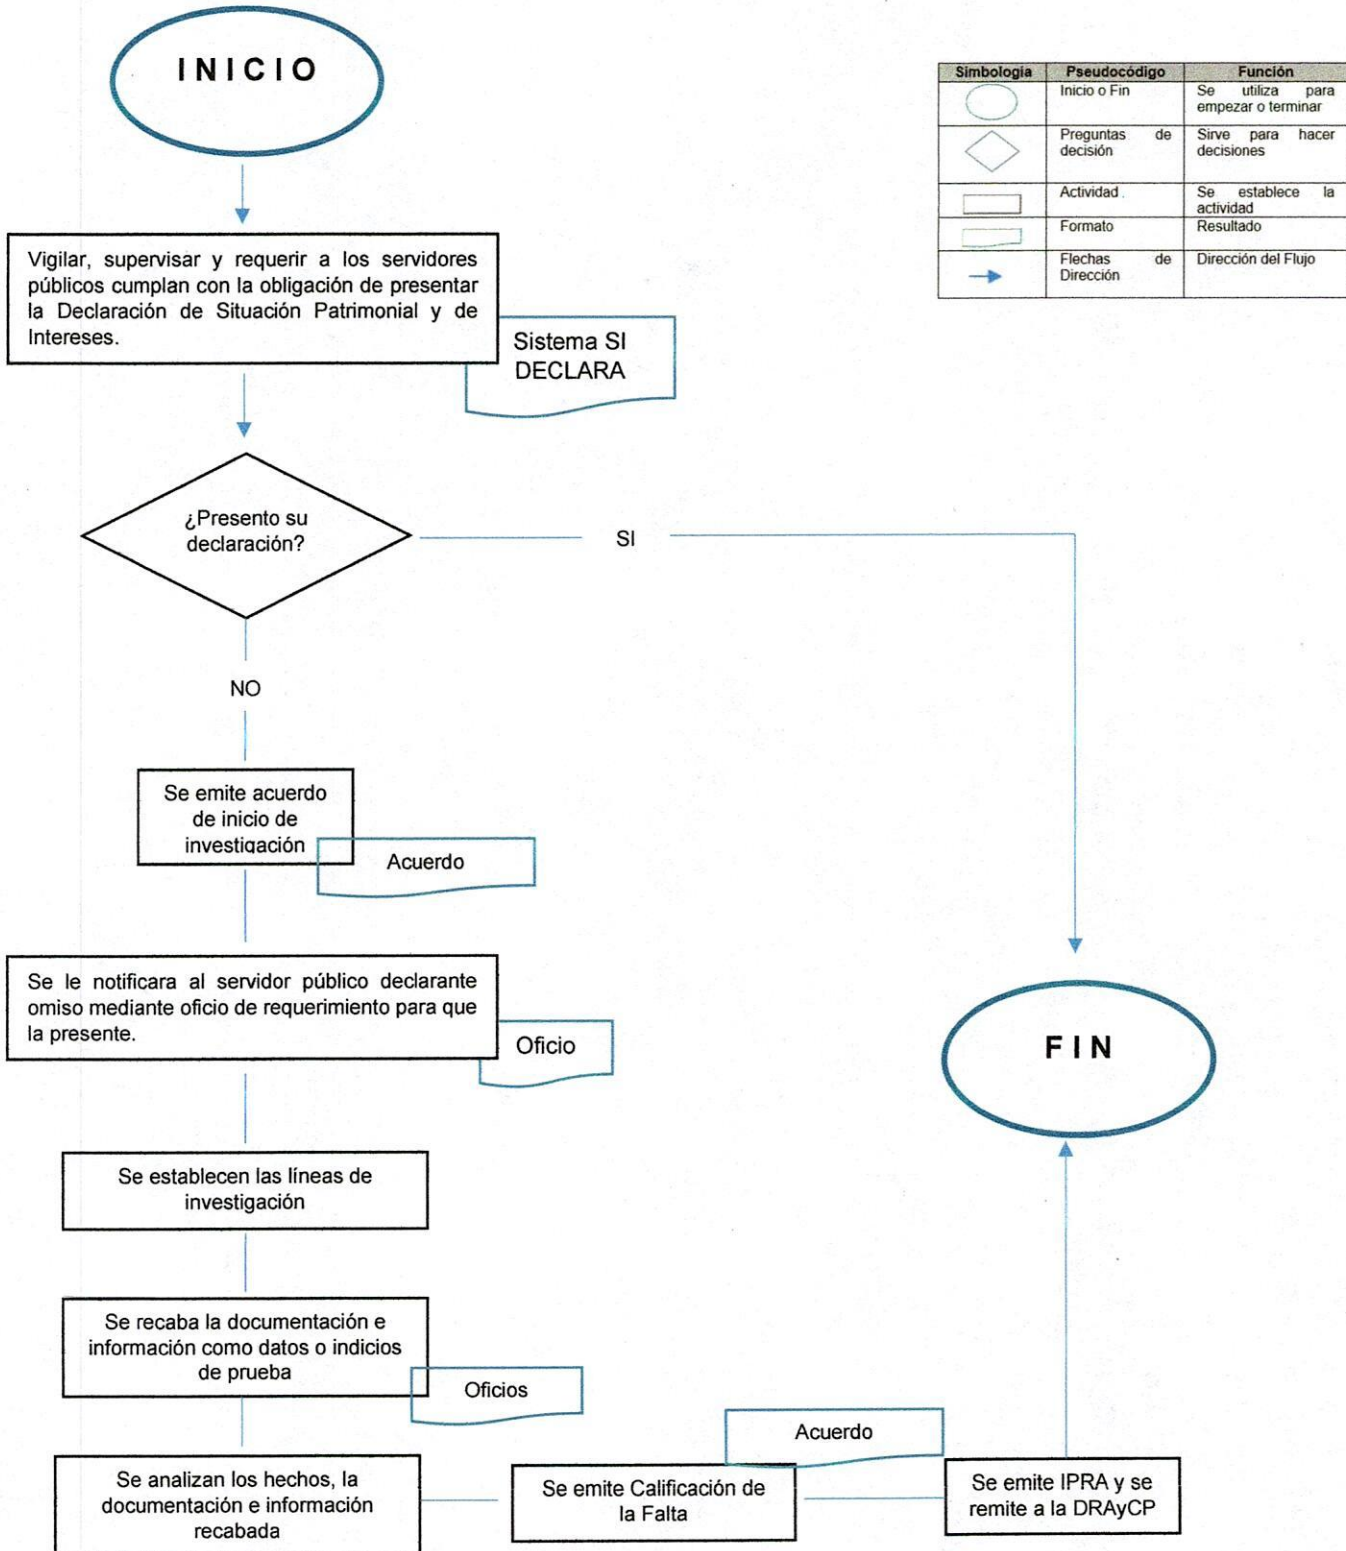 I N I C I O
Simbología Pseudocódigo Función
Inicio o Fin
Se utiliza para
empezar o terminar
Preguntas de
decisión
Sirve para hacer
decisiones
Actividad
Se establece la
actividad
Formato
Resultado
Flechas de
Dirección
Dirección del Flujo
Vigilar, supervisar y requerir a los servidores
públicos cumplan con la obligación de presentar
la Declaración de Situación Patrimonial y de
Intereses.
Sistema SI
DECLARA
¿Presento su
declaración?
SI
NO
Se emite acuerdo
de inicio de
investigación
Acuerdo
Se le notificara al servidor público declarante
omiso mediante oficio de requerimiento para que
la presente.
Oficio
F I N
Se establecen las líneas de
investigación
Se recaba la documentación e
información como datos o indicios
de prueba
Oficios
Se analizan los hechos, la
documentación e información
recabada
Se emite Calificación de
la Falta
Acuerdo
Se emite IPRA y se
remite a la DRAyCP